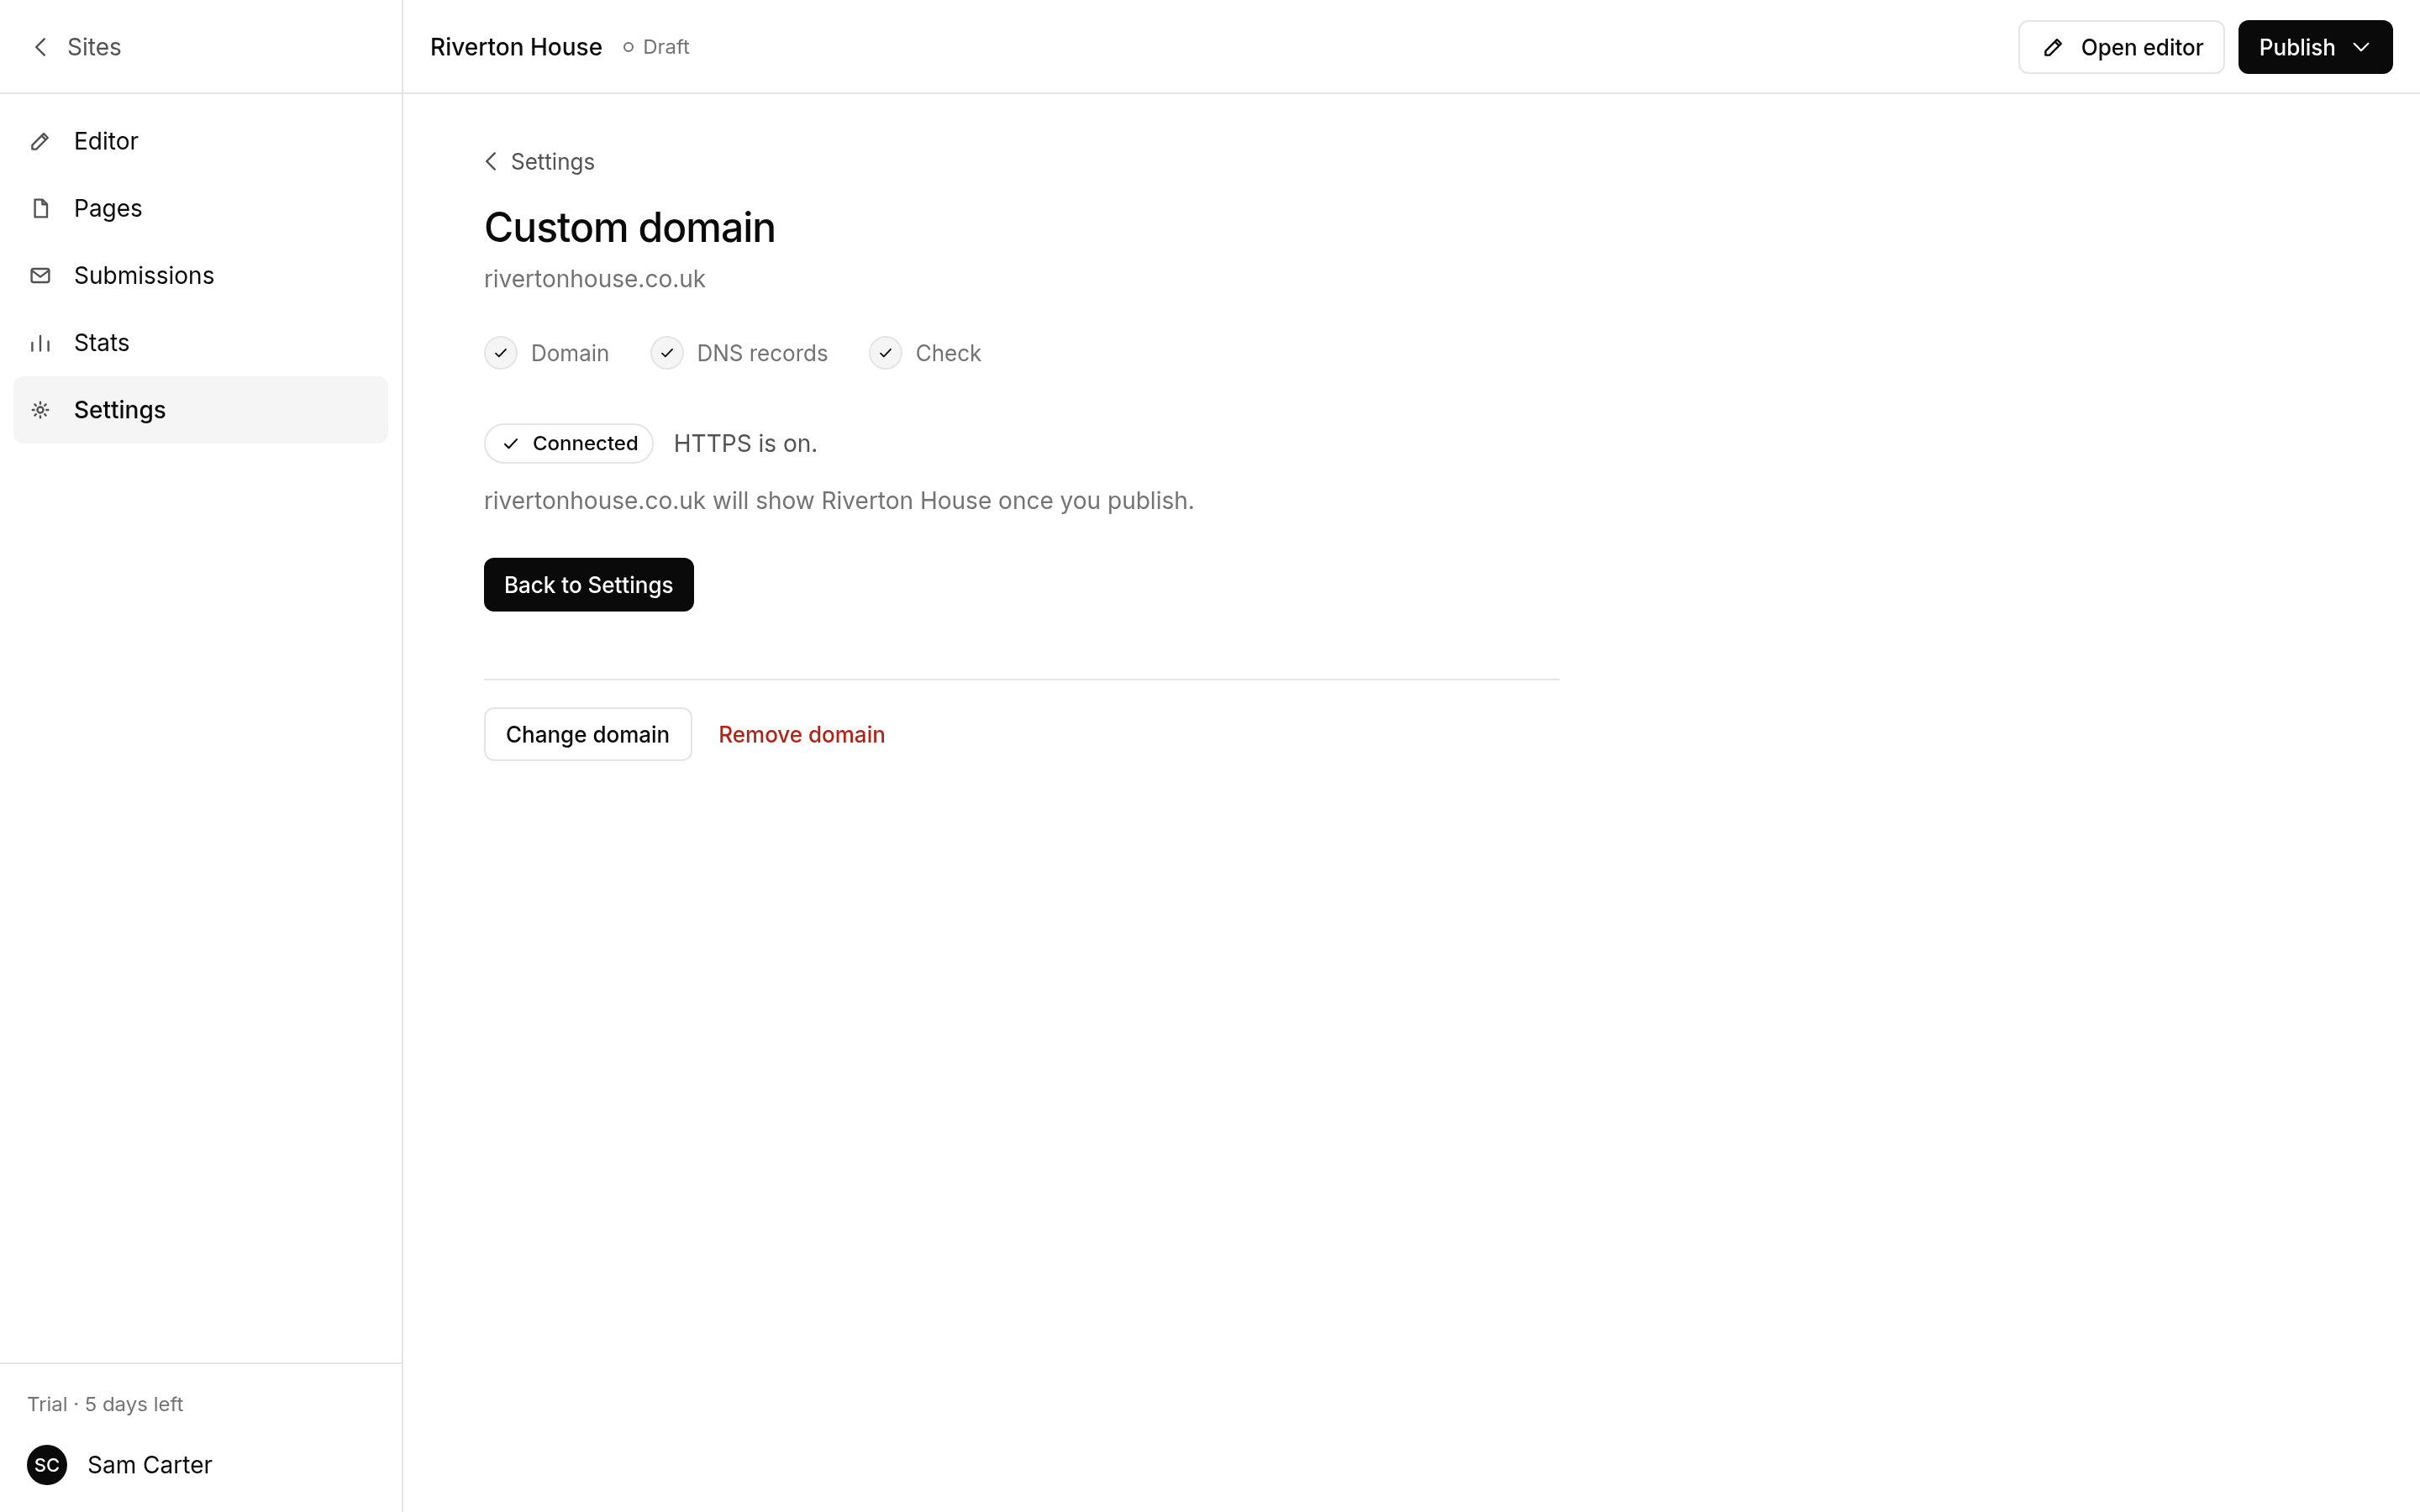 Sites
Riverton House
Draft
Open editor
Publish
Editor
Pages
Submissions
Stats
Settings
Settings
Custom domain
rivertonhouse.co.uk
Domain
DNS records
Check
Connected
HTTPS is on.
rivertonhouse.co.uk will show Riverton House once you publish.
Back to Settings
Change domain
Remove domain
Trial · 5 days left
SC
Sam Carter